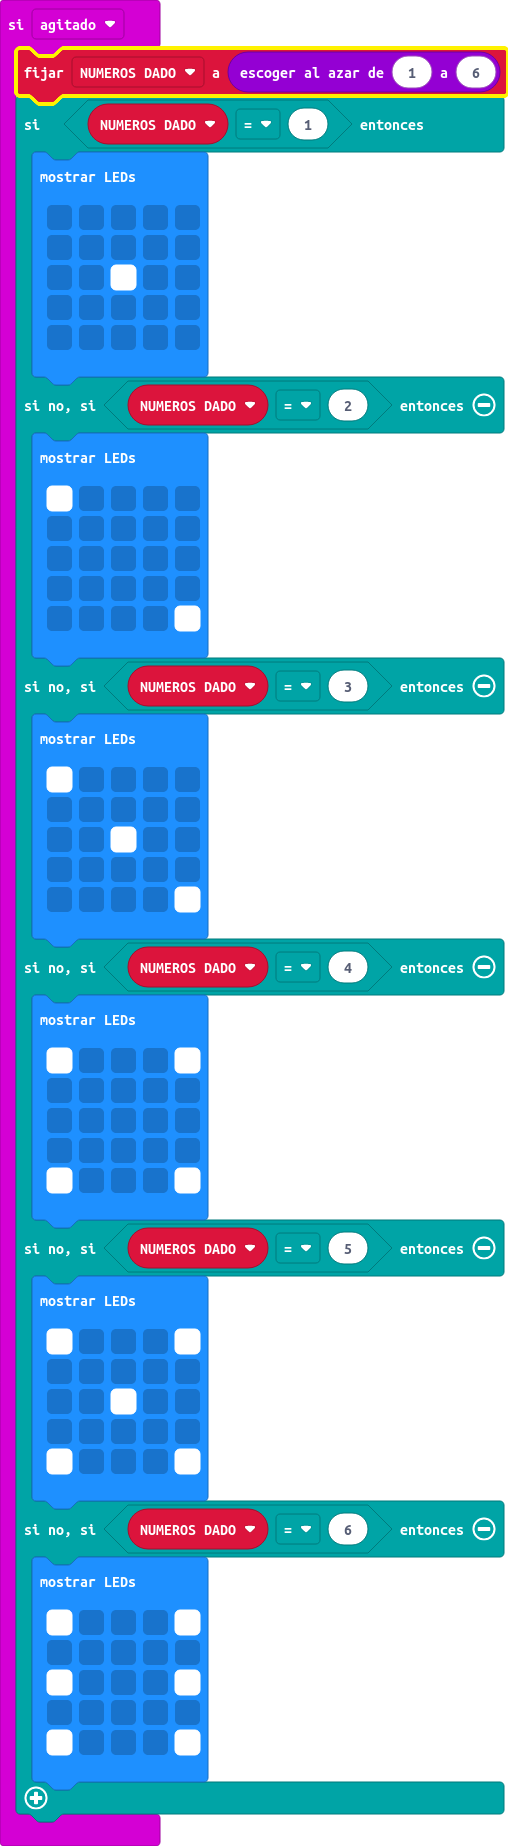 si agitado
fijar NUMEROS DADO a escoger al azar de 1 a 6
si NUMEROS DADO = 1 entonces
mostrar LEDs
si no, si NUMEROS DADO = 2 entonces
mostrar LEDs
si no, si NUMEROS DADO = 3 entonces
mostrar LEDs
si no, si NUMEROS DADO = 4 entonces
mostrar LEDs
si no, si NUMEROS DADO = 5 entonces
mostrar LEDs
si no, si NUMEROS DADO = 6 entonces
mostrar LEDs